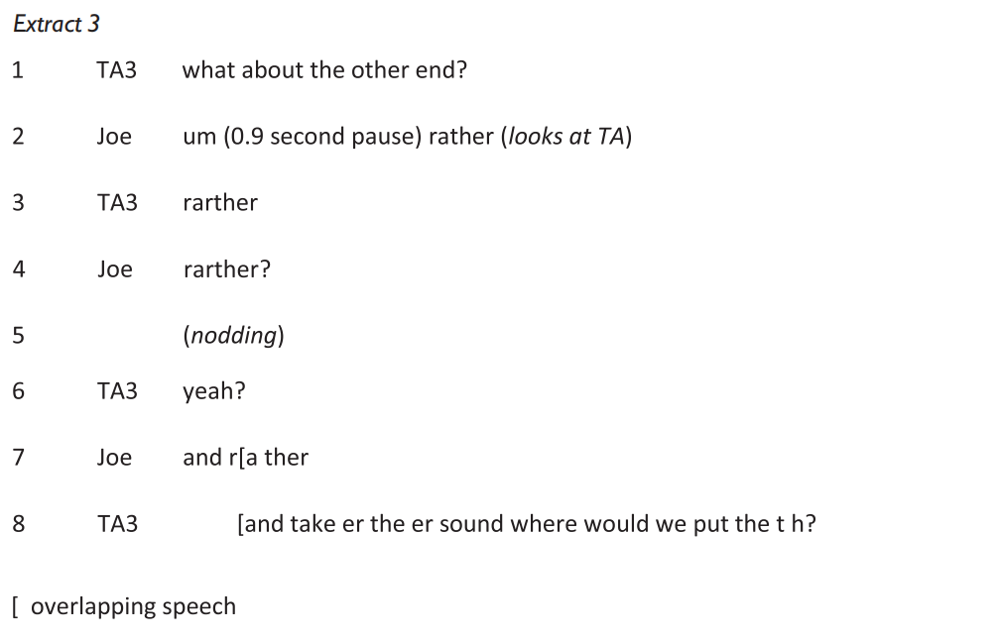 Extract 3
1 TA3 what about the other end?
2 Joe um (0.9 second pause) rather (looks at TA)
3 TA3 rarther
4 Joe rarther?
5 (nodding)
6 TA3 yeah?
7 Joe and r[a ther
8 TA3 [and take er the er sound where would we put the t h?
[ overlapping speech